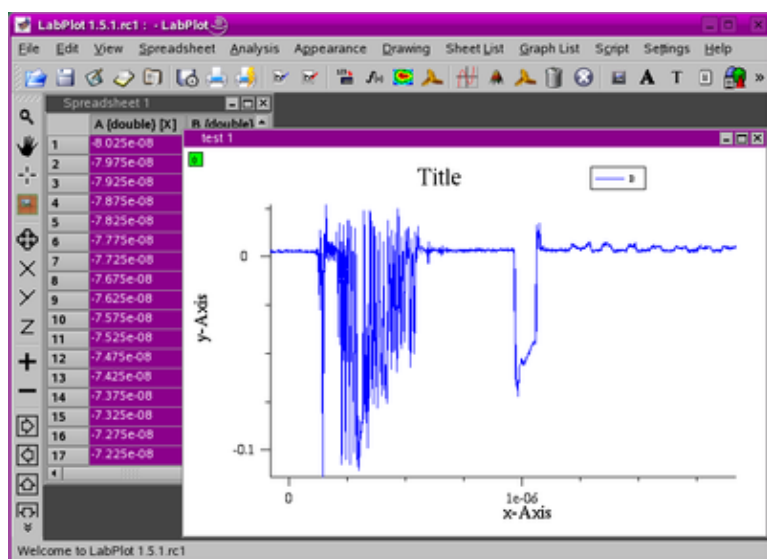 LabPlot 1.5.1.rc1 : - LabPlot
File Edit View Spreadsheet Analysis Appearance Drawing Sheet List Graph List Script Settings Help
Spreadsheet 1
A {double} [X] B {double}
test 1
1 -8.025e-08
2 -7.975e-08
3 -7.925e-08
4 -7.875e-08
5 -7.825e-08
6 -7.775e-08
7 -7.725e-08
8 -7.675e-08
9 -7.625e-08
10 -7.575e-08
11 -7.525e-08
12 -7.475e-08
13 -7.425e-08
14 -7.375e-08
15 -7.325e-08
16 -7.275e-08
17 -7.225e-08
Title
0
-0.1
y-Axis
0 1e-06
x-Axis
Welcome to LabPlot 1.5.1.rc1